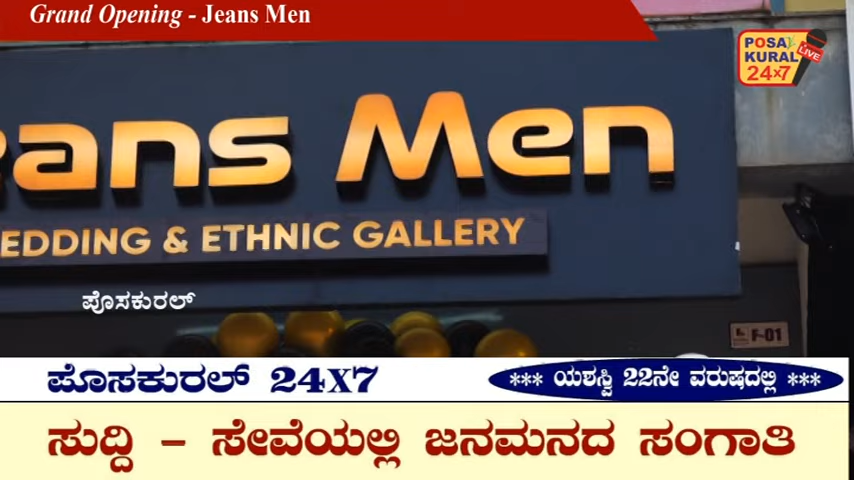 Grand Opening - Jeans Men
POSA
KURAL
24x7
LIVE
eans Men
EDDING & ETHNIC GALLERY
ಪೊಸಕುರಲ್
F-01
ಪೊಸಕುರಲ್ 24X7
*** ಯಶಸ್ವಿ 22ನೇ ವರುಷದಲ್ಲಿ ***
ಸುದ್ದಿ - ಸೇವೆಯಲ್ಲಿ ಜನಮನದ ಸಂಗಾತಿ